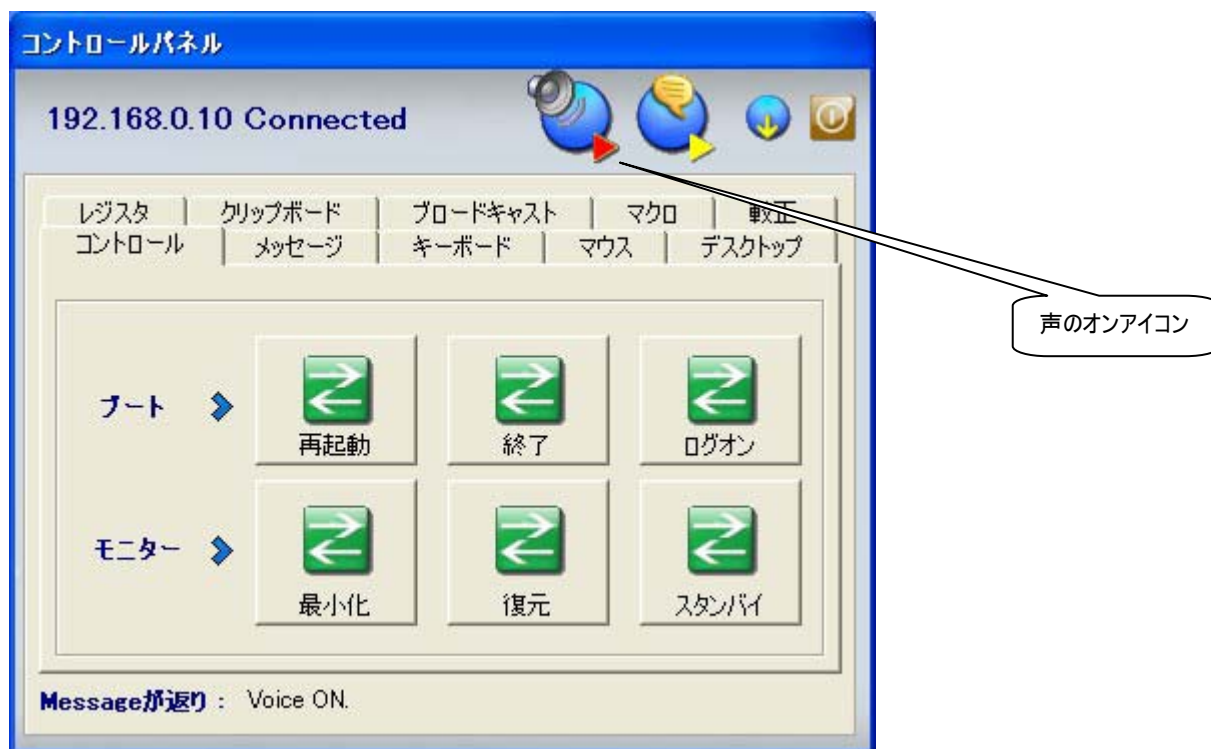 コントロールパネル
192.168.0.10 Connected
レジスタ クリップボード ブロードキャスト マクロ 較正
コントロール メッセージ キーボード マウス デスクトップ
声のオンアイコン
ブート 再起動 終了 ログオン
モニター 最小化 復元 スタンバイ
Messageが返り： Voice ON.